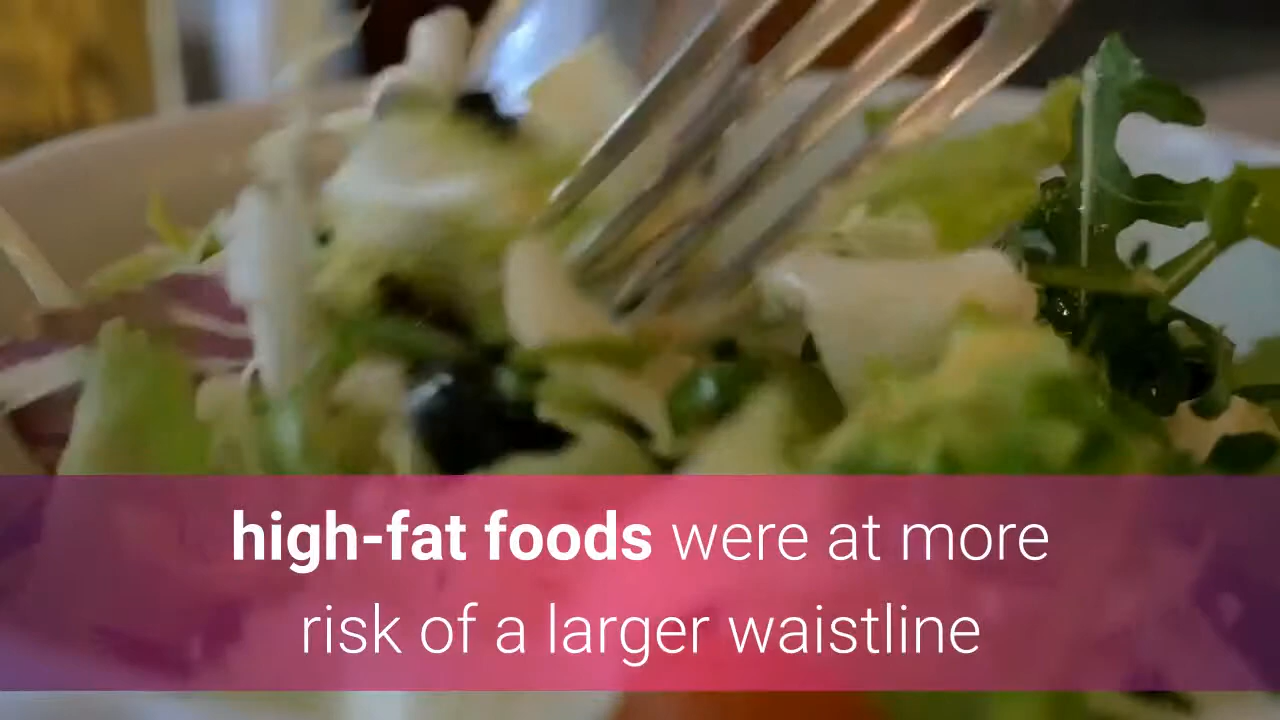 high-fat foods were at more
risk of a larger waistline